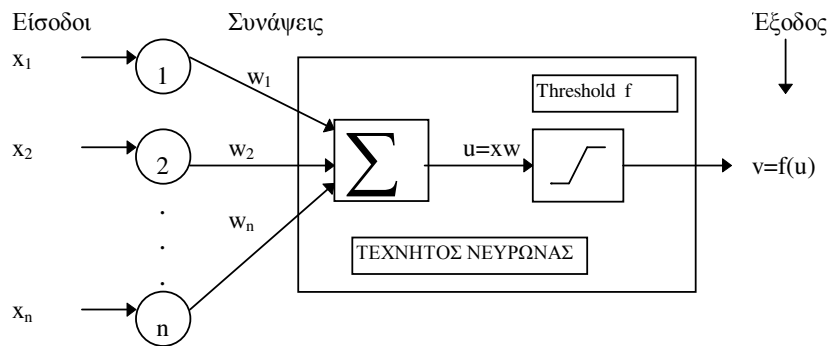 Είσοδοι Συνάψεις Έξοδος
x1 1 w1
Threshold f
x2 2 w2 Σ u=xw v=f(u)
wn
ΤΕΧΝΗΤΟΣ ΝΕΥΡΩΝΑΣ
xn n